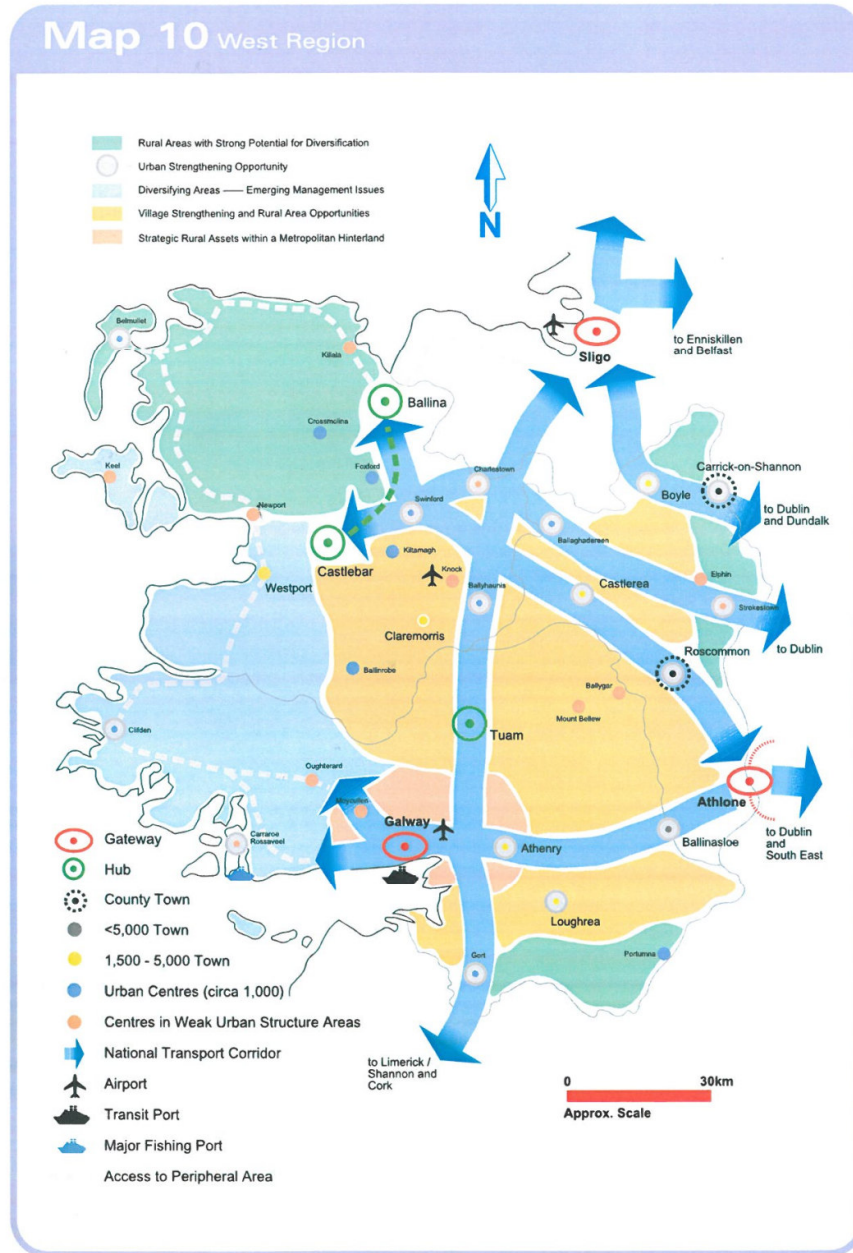 Map 10 West Region
Rural Areas with Strong Potential for Diversification
Urban Strengthening Opportunity
Diversifying Areas —— Emerging Management Issues
Village Strengthening and Rural Area Opportunities
Strategic Rural Assets within a Metropolitan Hinterland
N
Belmullet
Killala
Sligo
to Enniskillen
and Belfast
Ballina
Crossmolina
Foxford
Charlestown
Carrick-on-Shannon
Keel
Boyle
Newport
Swinford
to Dublin
and Dundalk
Castlebar
Kiltamagh
Ballaghadereen
Knock
Ballyhaunis
Elphin
Westport
Castlerea
Strokestown
Claremorris
to Dublin
Roscommon
Ballinrobe
Ballygar
Mount Bellew
Clifden
Tuam
Oughterard
Athlone
Galway
Carraroe
Rossaveel
Athenry
Ballinasloe
to Dublin
and
South East
Loughrea
Gort
Portumna
Gateway
Hub
County Town
<5,000 Town
1,500 - 5,000 Town
Urban Centres (circa 1,000)
Centres in Weak Urban Structure Areas
National Transport Corridor
Airport
Transit Port
Major Fishing Port
Access to Peripheral Area
to Limerick /
Shannon and
Cork
0 30km
Approx. Scale